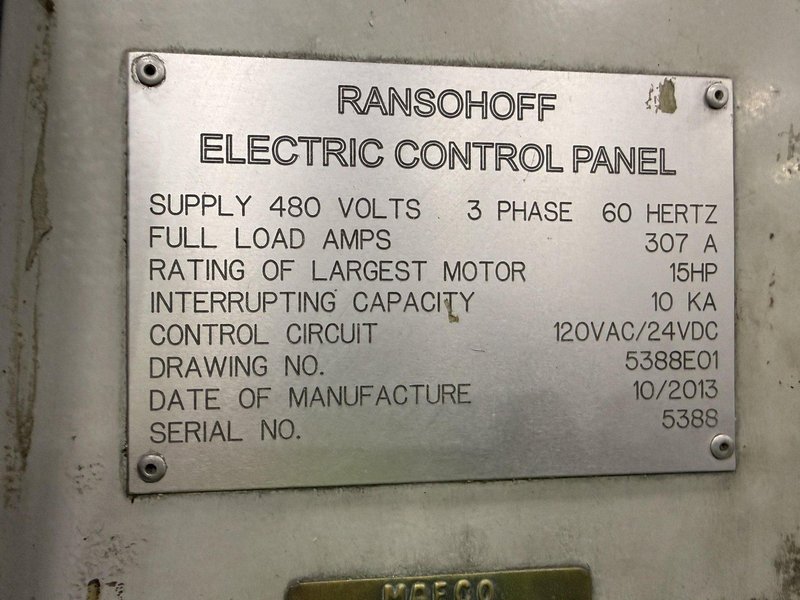 RANSOHOFF
ELECTRIC CONTROL PANEL
SUPPLY 480 VOLTS 3 PHASE 60 HERTZ
FULL LOAD AMPS 307 A
RATING OF LARGEST MOTOR 15HP
INTERRUPTING CAPACITY 10 KA
CONTROL CIRCUIT 120VAC/24VDC
DRAWING NO. 5388E01
DATE OF MANUFACTURE 10/2013
SERIAL NO. 5388